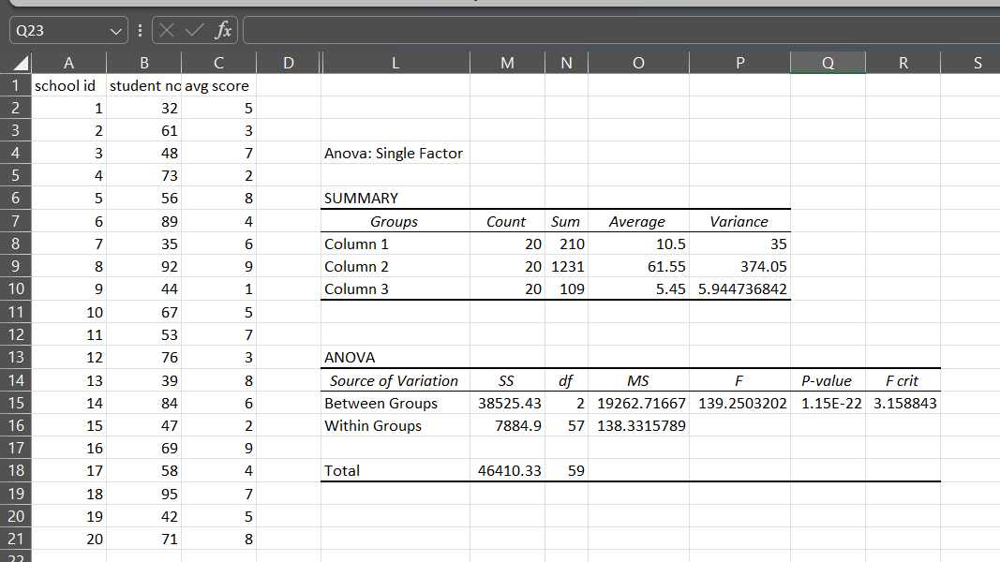 Q23 fx
A B C D L M N O P Q R S
1 school id student no avg score
2 1 32 5
3 2 61 3
4 3 48 7 Anova: Single Factor
5 4 73 2
6 5 56 8 SUMMARY
7 6 89 4 Groups Count Sum Average Variance
8 7 35 6 Column 1 20 210 10.5 35
9 8 92 9 Column 2 20 1231 61.55 374.05
10 9 44 1 Column 3 20 109 5.45 5.944736842
11 10 67 5
12 11 53 7
13 12 76 3 ANOVA
14 13 39 8 Source of Variation SS df MS F P-value F crit
15 14 84 6 Between Groups 38525.43 2 19262.71667 139.2503202 1.15E-22 3.158843
16 15 47 2 Within Groups 7884.9 57 138.3315789
17 16 69 9
18 17 58 4 Total 46410.33 59
19 18 95 7
20 19 42 5
21 20 71 8
22